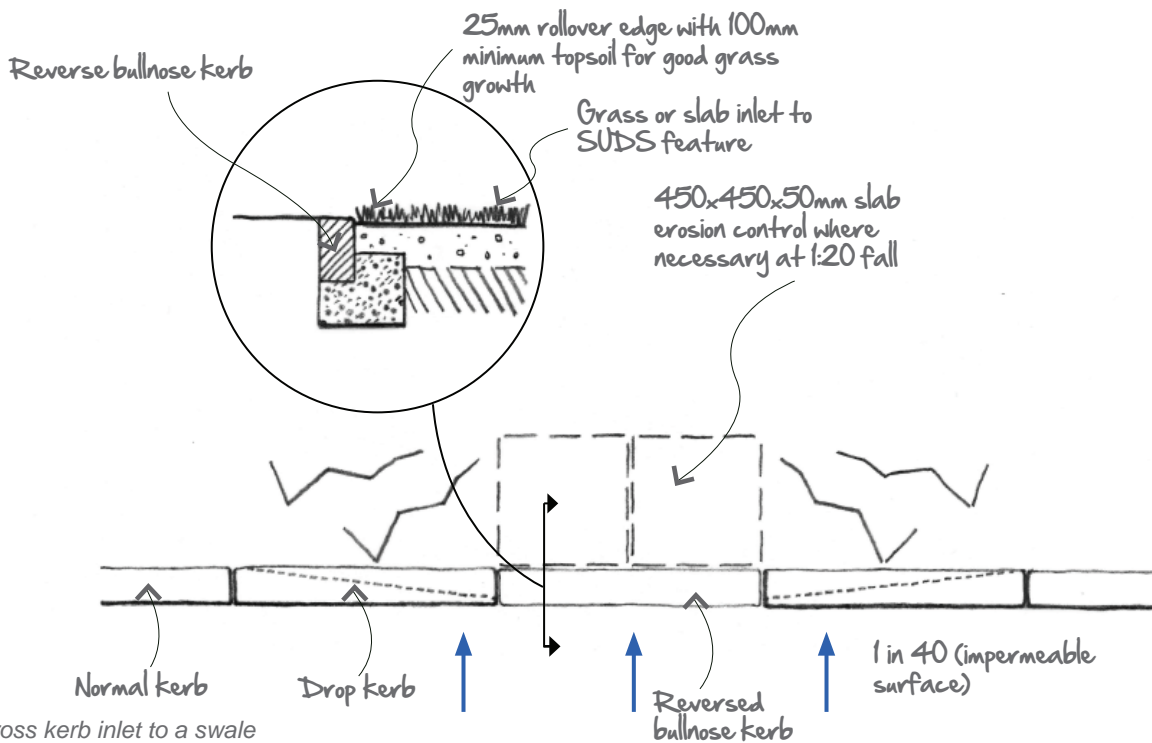 Reverse bullnose kerb
25mm rollover edge with 100mm
minimum topsoil for good grass
growth
Grass or slab inlet to
SUDS feature
450x450x50mm slab
erosion control where
necessary at 1:20 fall
Normal kerb
Drop kerb
Reversed
bullnose kerb
1 in 40 (impermeable
surface)
ross kerb inlet to a swale